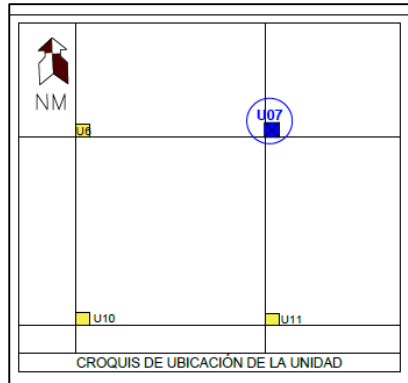 NM
U07
U6
U10
U11
CROQUIS DE UBICACIÓN DE LA UNIDAD